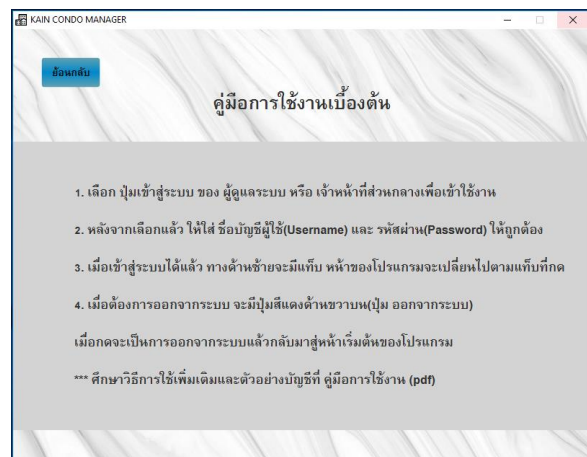 KAIN CONDO MANAGER
ย้อนกลับ
คู่มือการใช้งานเบื้องต้น
1. เลือก ปุ่มเข้าสู่ระบบ ของ ผู้ดูแลระบบ หรือ เจ้าหน้าที่ส่วนกลางเพื่อเข้าใช้งาน
2. หลังจากเลือกแล้ว ให้ใส่ ชื่อบัญชีผู้ใช้(Username) และ รหัสผ่าน(Password) ให้ถูกต้อง
3. เมื่อเข้าสู่ระบบได้แล้ว ทางด้านซ้ายจะมีแท็บ หน้าของโปรแกรมจะเปลี่ยนไปตามแท็บที่กด
4. เมื่อต้องการออกจากระบบ จะมีปุ่มสีแดงด้านขวาบน(ปุ่ม ออกจากระบบ)
เมื่อกดจะเป็นการออกจากระบบแล้วกลับมาสู่หน้าเริ่มต้นของโปรแกรม
*** ศึกษาวิธีการใช้เพิ่มเติมและตัวอย่างบัญชีที่ คู่มือการใช้งาน (pdf)